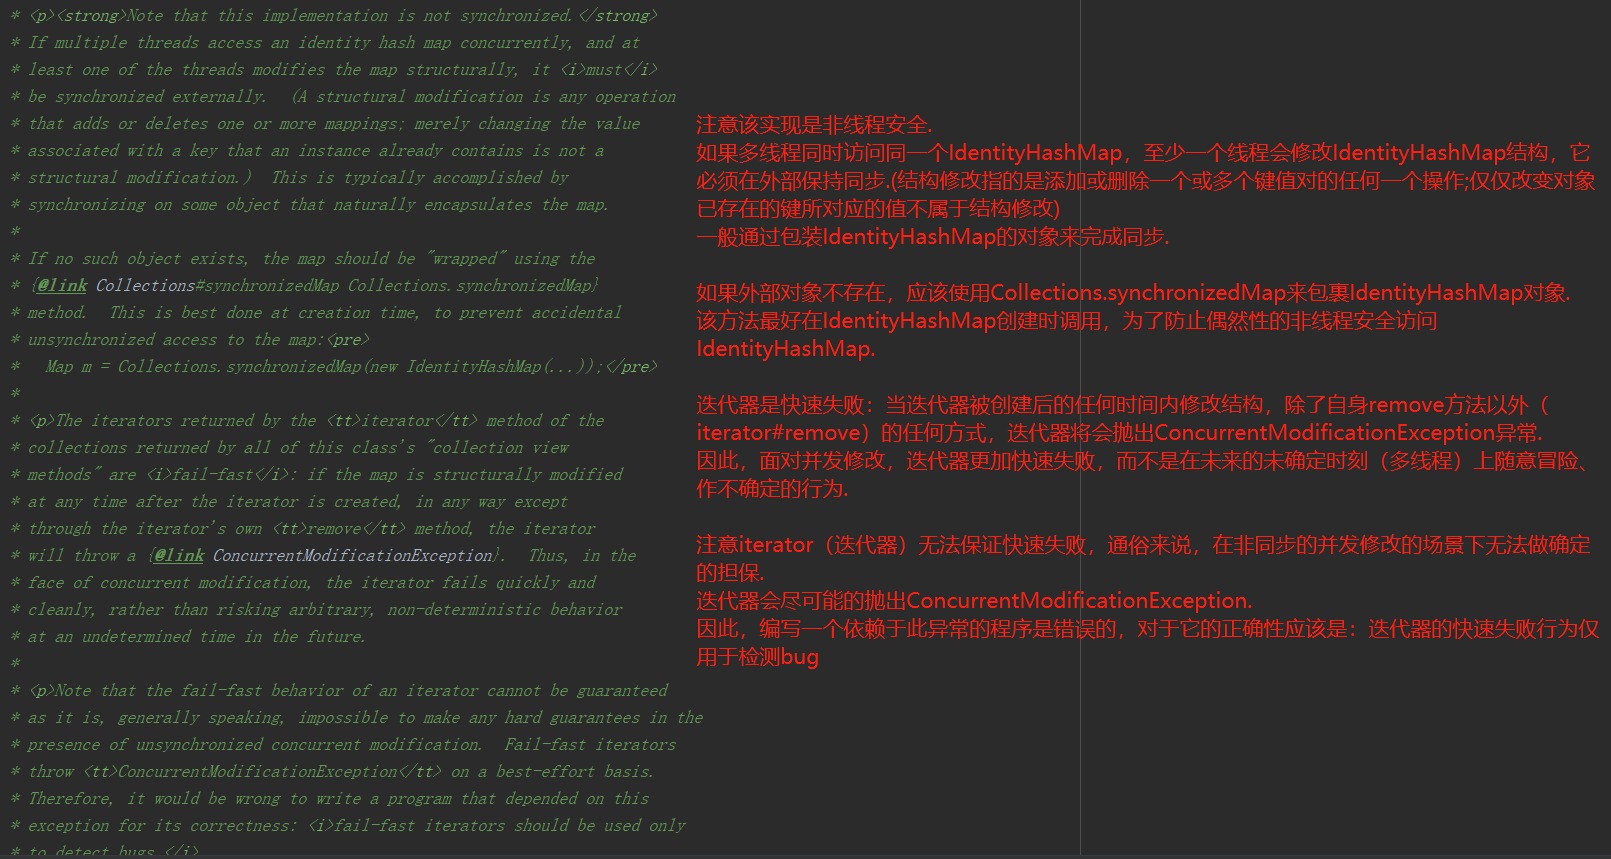 * <p><strong>Note that this implementation is not synchronized.</strong>
* If multiple threads access an identity hash map concurrently, and at
* least one of the threads modifies the map structurally, it <i>must</i>
* be synchronized externally.  (A structural modification is any operation
* that adds or deletes one or more mappings; merely changing the value
* associated with a key that an instance already contains is not a
* structural modification.)  This is typically accomplished by
* synchronizing on some object that naturally encapsulates the map.
*
* If no such object exists, the map should be "wrapped" using the
* {@link Collections#synchronizedMap Collections.synchronizedMap}
* method.  This is best done at creation time, to prevent accidental
* unsynchronized access to the map:<pre>
*   Map m = Collections.synchronizedMap(new IdentityHashMap(...));</pre>
*
* <p>The iterators returned by the <tt>iterator</tt> method of the
* collections returned by all of this class's "collection view
* methods" are <i>fail-fast</i>: if the map is structurally modified
* at any time after the iterator is created, in any way except
* through the iterator's own <tt>remove</tt> method, the iterator
* will throw a {@link ConcurrentModificationException}.  Thus, in the
* face of concurrent modification, the iterator fails quickly and
* cleanly, rather than risking arbitrary, non-deterministic behavior
* at an undetermined time in the future.
*
* <p>Note that the fail-fast behavior of an iterator cannot be guaranteed
* as it is, generally speaking, impossible to make any hard guarantees in the
* presence of unsynchronized concurrent modification.  Fail-fast iterators
* throw <tt>ConcurrentModificationException</tt> on a best-effort basis.
* Therefore, it would be wrong to write a program that depended on this
* exception for its correctness: <i>fail-fast iterators should be used only
* to detect bugs.</i>
注意该实现是非线程安全.
如果多线程同时访问同一个IdentityHashMap，至少一个线程会修改IdentityHashMap结构，它
必须在外部保持同步.(结构修改指的是添加或删除一个或多个键值对的任何一个操作;仅仅改变对象
已存在的键所对应的值不属于结构修改)
一般通过包装IdentityHashMap的对象来完成同步.
如果外部对象不存在，应该使用Collections.synchronizedMap来包裹IdentityHashMap对象.
该方法最好在IdentityHashMap创建时调用，为了防止偶然性的非线程安全访问
IdentityHashMap.
迭代器是快速失败：当迭代器被创建后的任何时间内修改结构，除了自身remove方法以外（
iterator#remove）的任何方式，迭代器将会抛出ConcurrentModificationException异常.
因此，面对并发修改，迭代器更加快速失败，而不是在未来的未确定时刻（多线程）上随意冒险、
作不确定的行为.
注意iterator（迭代器）无法保证快速失败，通俗来说，在非同步的并发修改的场景下无法做确定
的担保.
迭代器会尽可能的抛出ConcurrentModificationException.
因此，编写一个依赖于此异常的程序是错误的，对于它的正确性应该是：迭代器的快速失败行为仅
用于检测bug